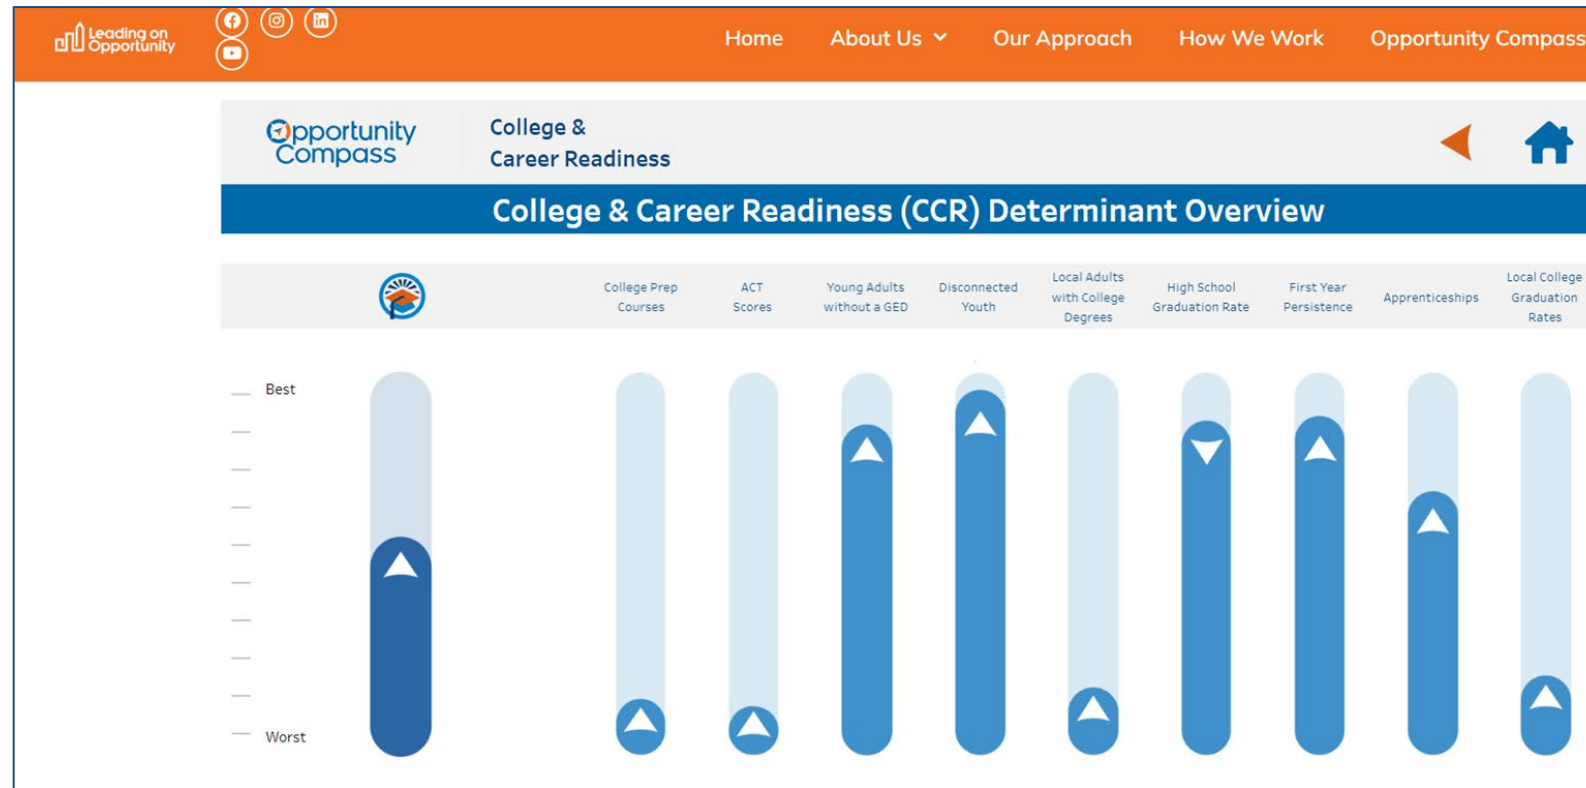 Leading on
Opportunity
Home About Us Our Approach How We Work Opportunity Compass
Opportunity
Compass
College &
Career Readiness
College & Career Readiness (CCR) Determinant Overview
College Prep
Courses
ACT
Scores
Young Adults
without a GED
Disconnected
Youth
Local Adults
with College
Degrees
High School
Graduation Rate
First Year
Persistence
Apprenticeships
Local College
Graduation
Rates
Best
Worst